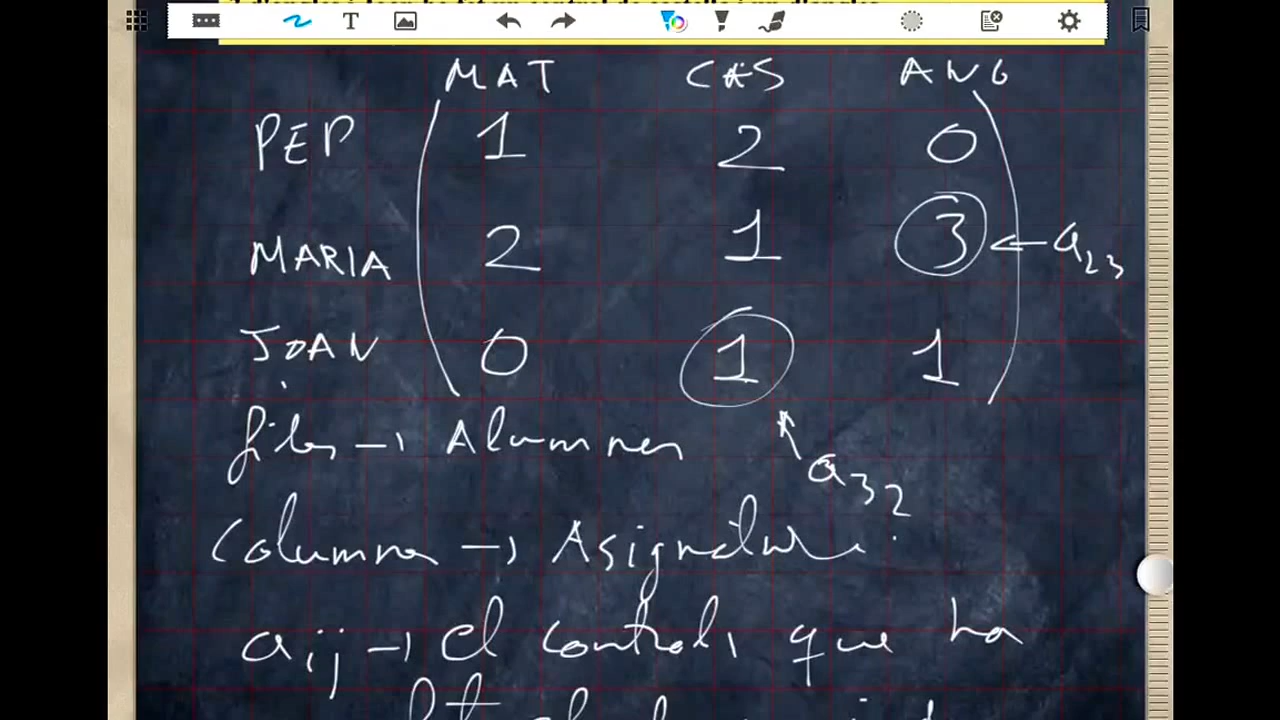 MAT CAS ANG
PEP 1 2 0
MARIA 2 1 3 ← a23
JOAN 0 1 1
files → Alumnes
a32
Columna → Asignatura
aij → el controls que ha